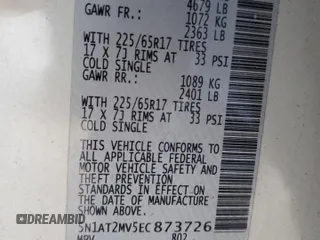 4679 LB
GAWR FR.: 1072 KG
2363 LB
WITH 225/65R17 TIRES
17 X 7J RIMS AT 33 PSI
COLD SINGLE
GAWR RR.: 1089 KG
2401 LB
WITH 225/65R17 TIRES
17 X 7J RIMS AT 33 PSI
COLD SINGLE
THIS VEHICLE CONFORMS TO
ALL APPLICABLE FEDERAL
MOTOR VEHICLE SAFETY
STANDARDS IN EFFECT ON
THE DATE OF MANUFACTURE
SHOWN ABOVE.
5N1AT2MV5EC873726
MPV 802
DREAMBID